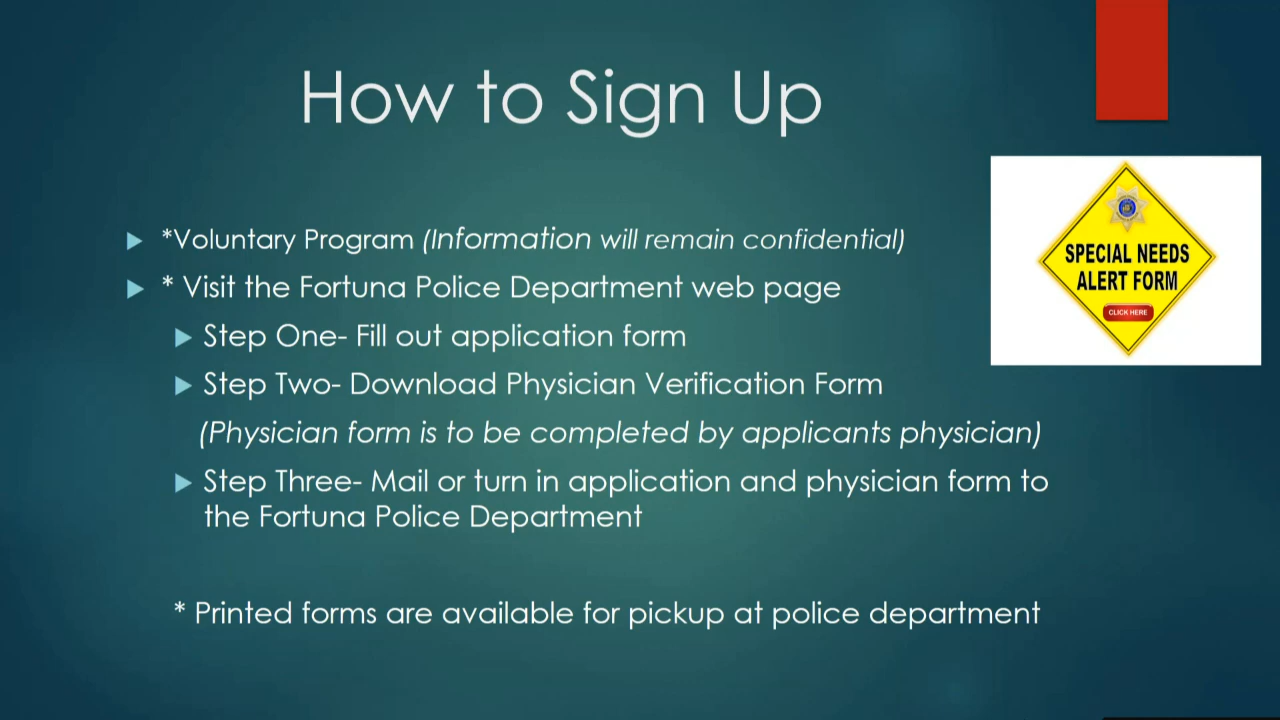 How to Sign Up
*Voluntary Program (Information will remain confidential)
* Visit the Fortuna Police Department web page
Step One- Fill out application form
Step Two- Download Physician Verification Form
(Physician form is to be completed by applicants physician)
Step Three- Mail or turn in application and physician form to
the Fortuna Police Department
* Printed forms are available for pickup at police department
SPECIAL NEEDS
ALERT FORM
CLICK HERE